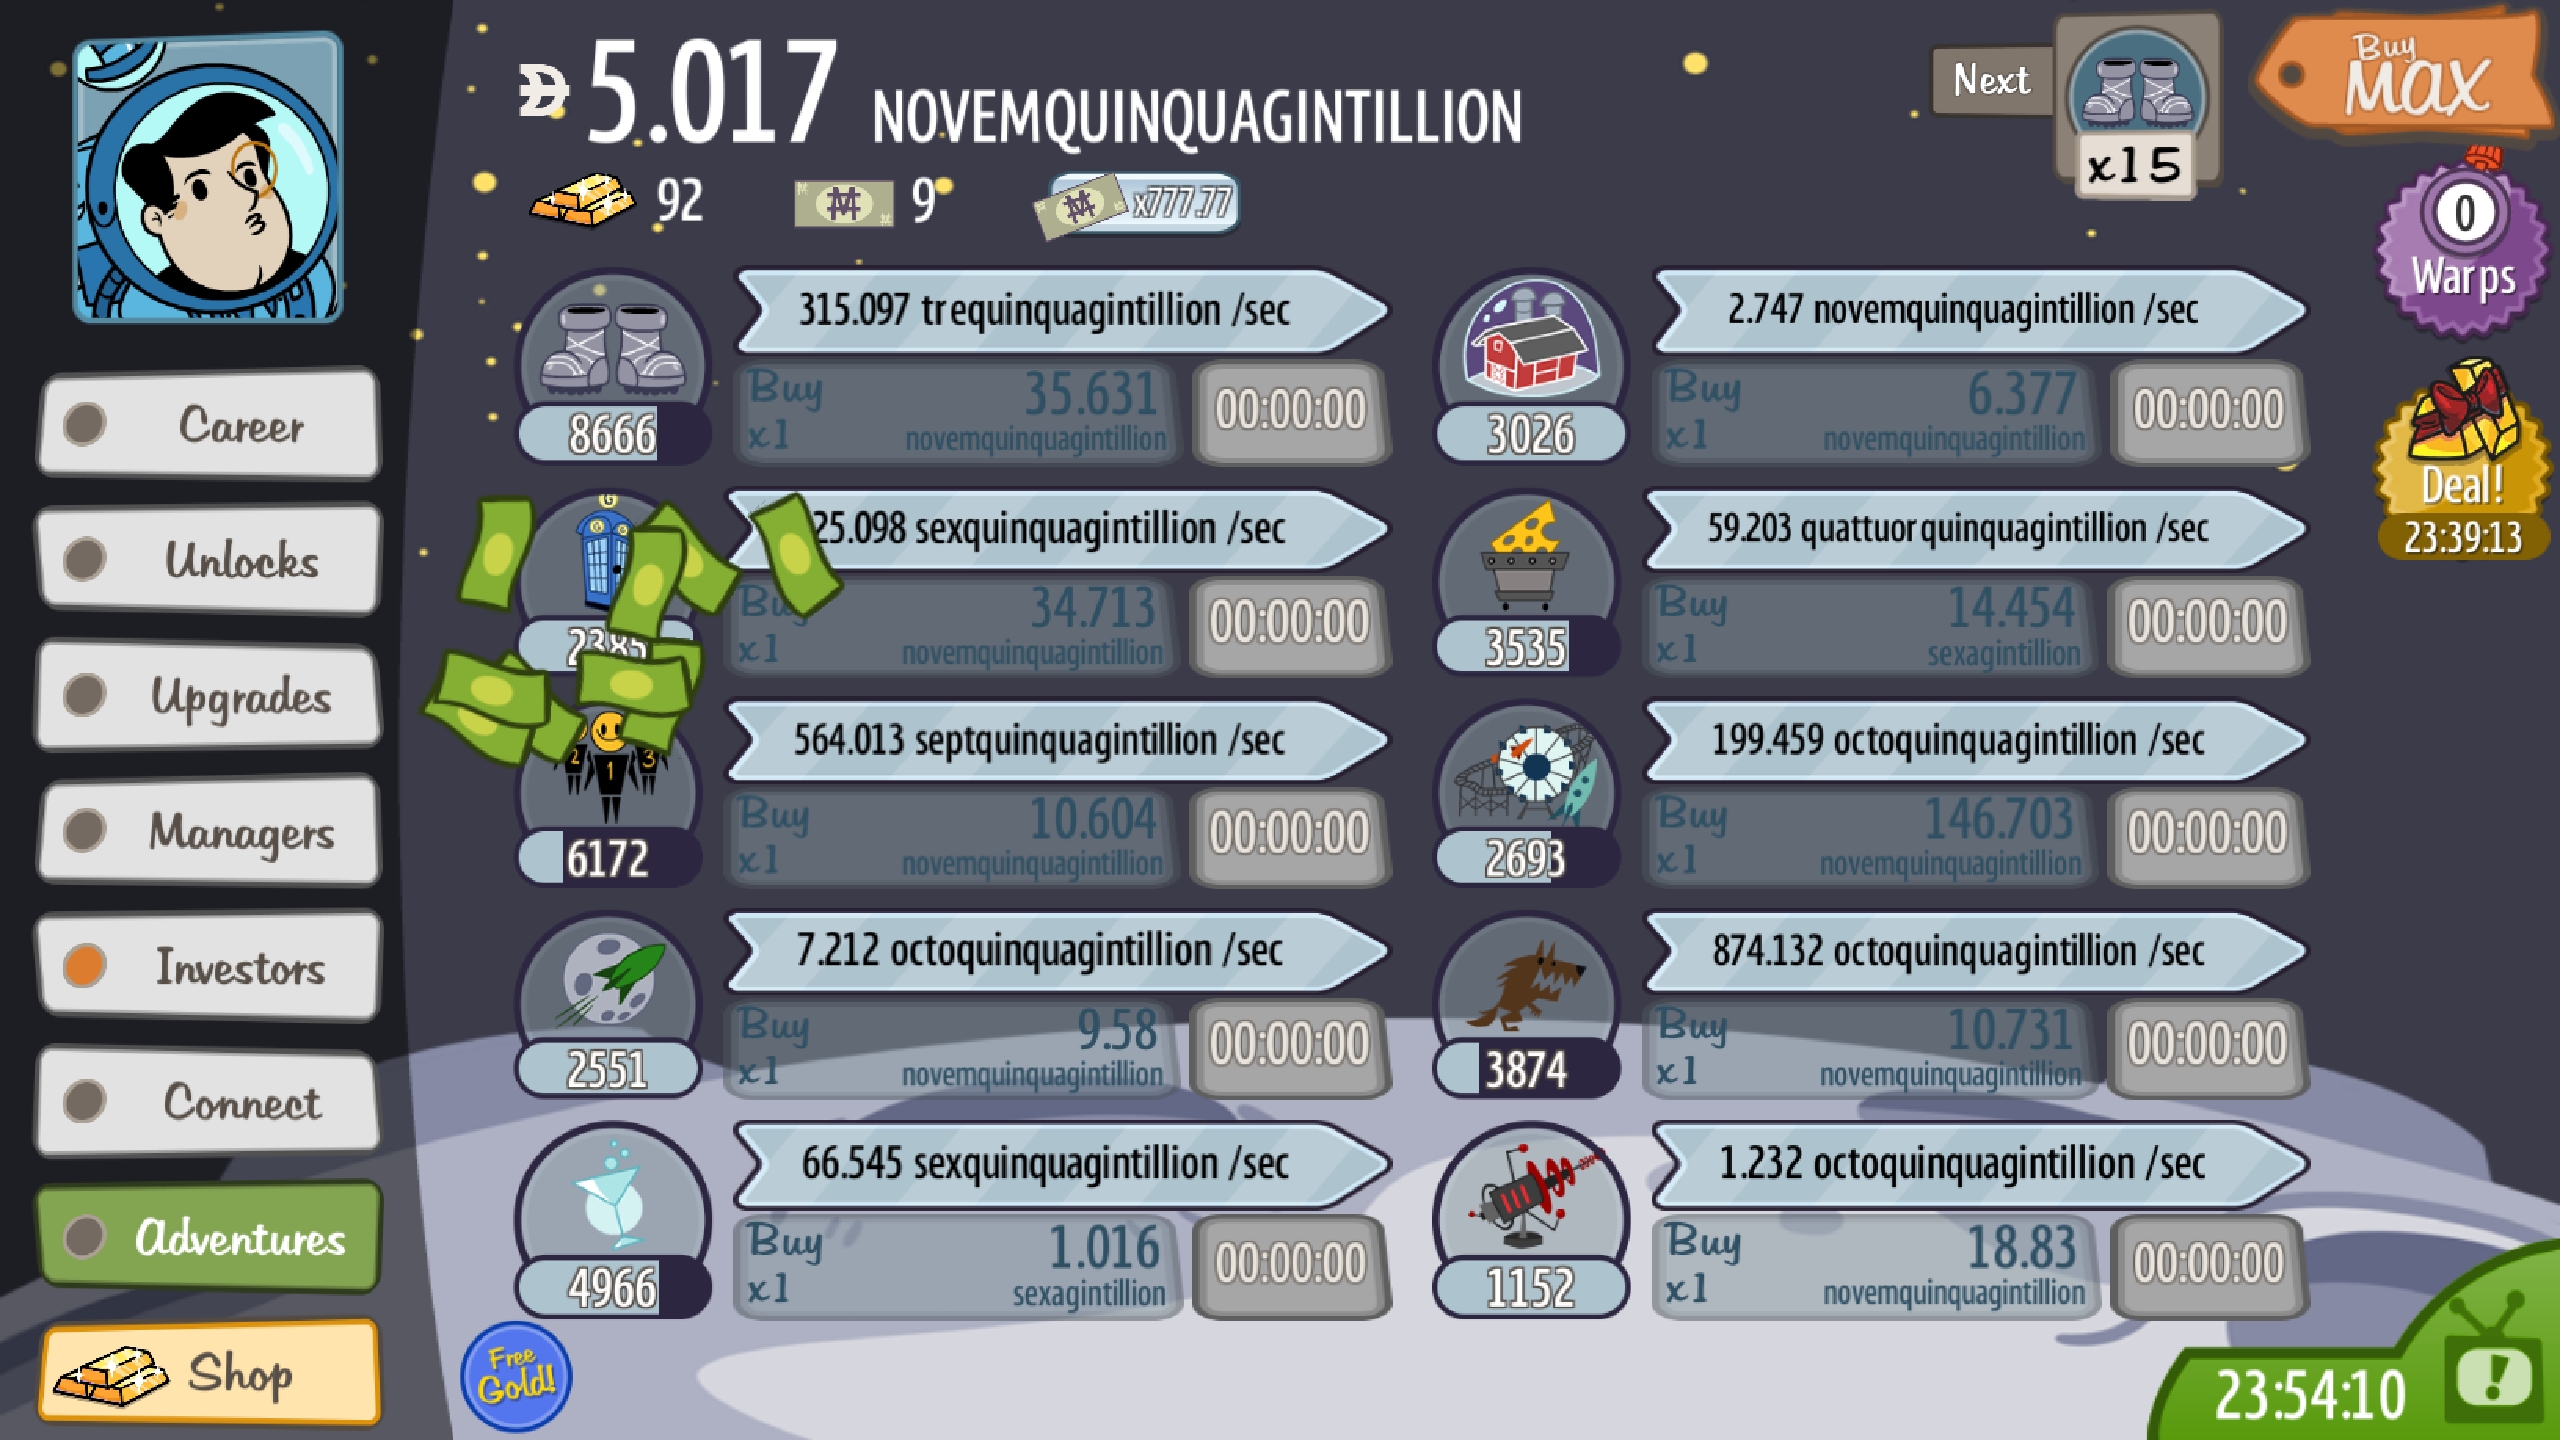 5.017 NOVEMQUINQUAGINTILLION
92
9
x777.77
Next
x15
Buy
MAX
0
Warps
Deal!
23:39:13
Career
Unlocks
Upgrades
Managers
Investors
Connect
Adventures
Shop
315.097 trequinquagintillion /sec
8666
Buy
x1
35.631
novemquinquagintillion
00:00:00
2.747 novemquinquagintillion /sec
3026
Buy
x1
6.377
novemquinquagintillion
00:00:00
25.098 sexquinquagintillion /sec
2385
Buy
x1
34.713
novemquinquagintillion
00:00:00
59.203 quattuorquinquagintillion /sec
3535
Buy
x1
14.454
sexagintillion
00:00:00
564.013 septquinquagintillion /sec
2 1 3
6172
Buy
x1
10.604
novemquinquagintillion
00:00:00
199.459 octoquinquagintillion /sec
2693
Buy
x1
146.703
novemquinquagintillion
00:00:00
7.212 octoquinquagintillion /sec
2551
Buy
x1
9.58
novemquinquagintillion
00:00:00
874.132 octoquinquagintillion /sec
3874
Buy
x1
10.731
novemquinquagintillion
00:00:00
66.545 sexquinquagintillion /sec
4966
Buy
x1
1.016
sexagintillion
00:00:00
1.232 octoquinquagintillion /sec
1152
Buy
x1
18.83
novemquinquagintillion
00:00:00
Free
Gold!
23:54:10